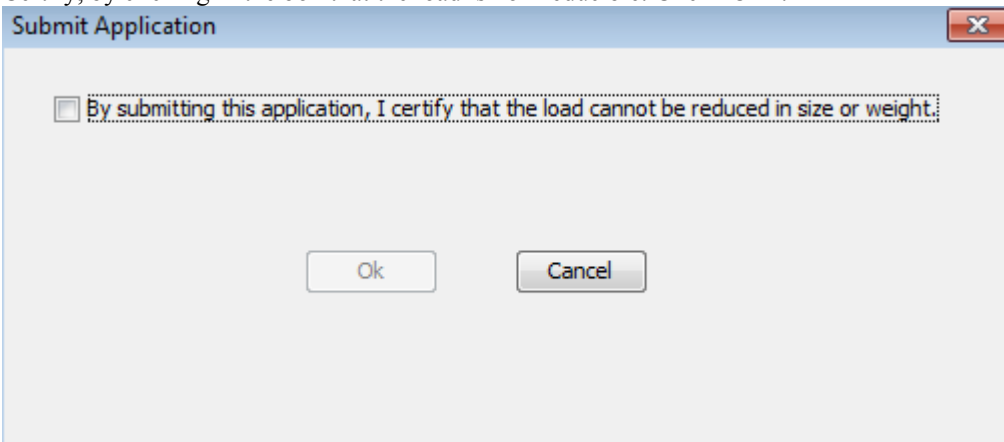 Submit Application
By submitting this application, I certify that the load cannot be reduced in size or weight.
Ok Cancel